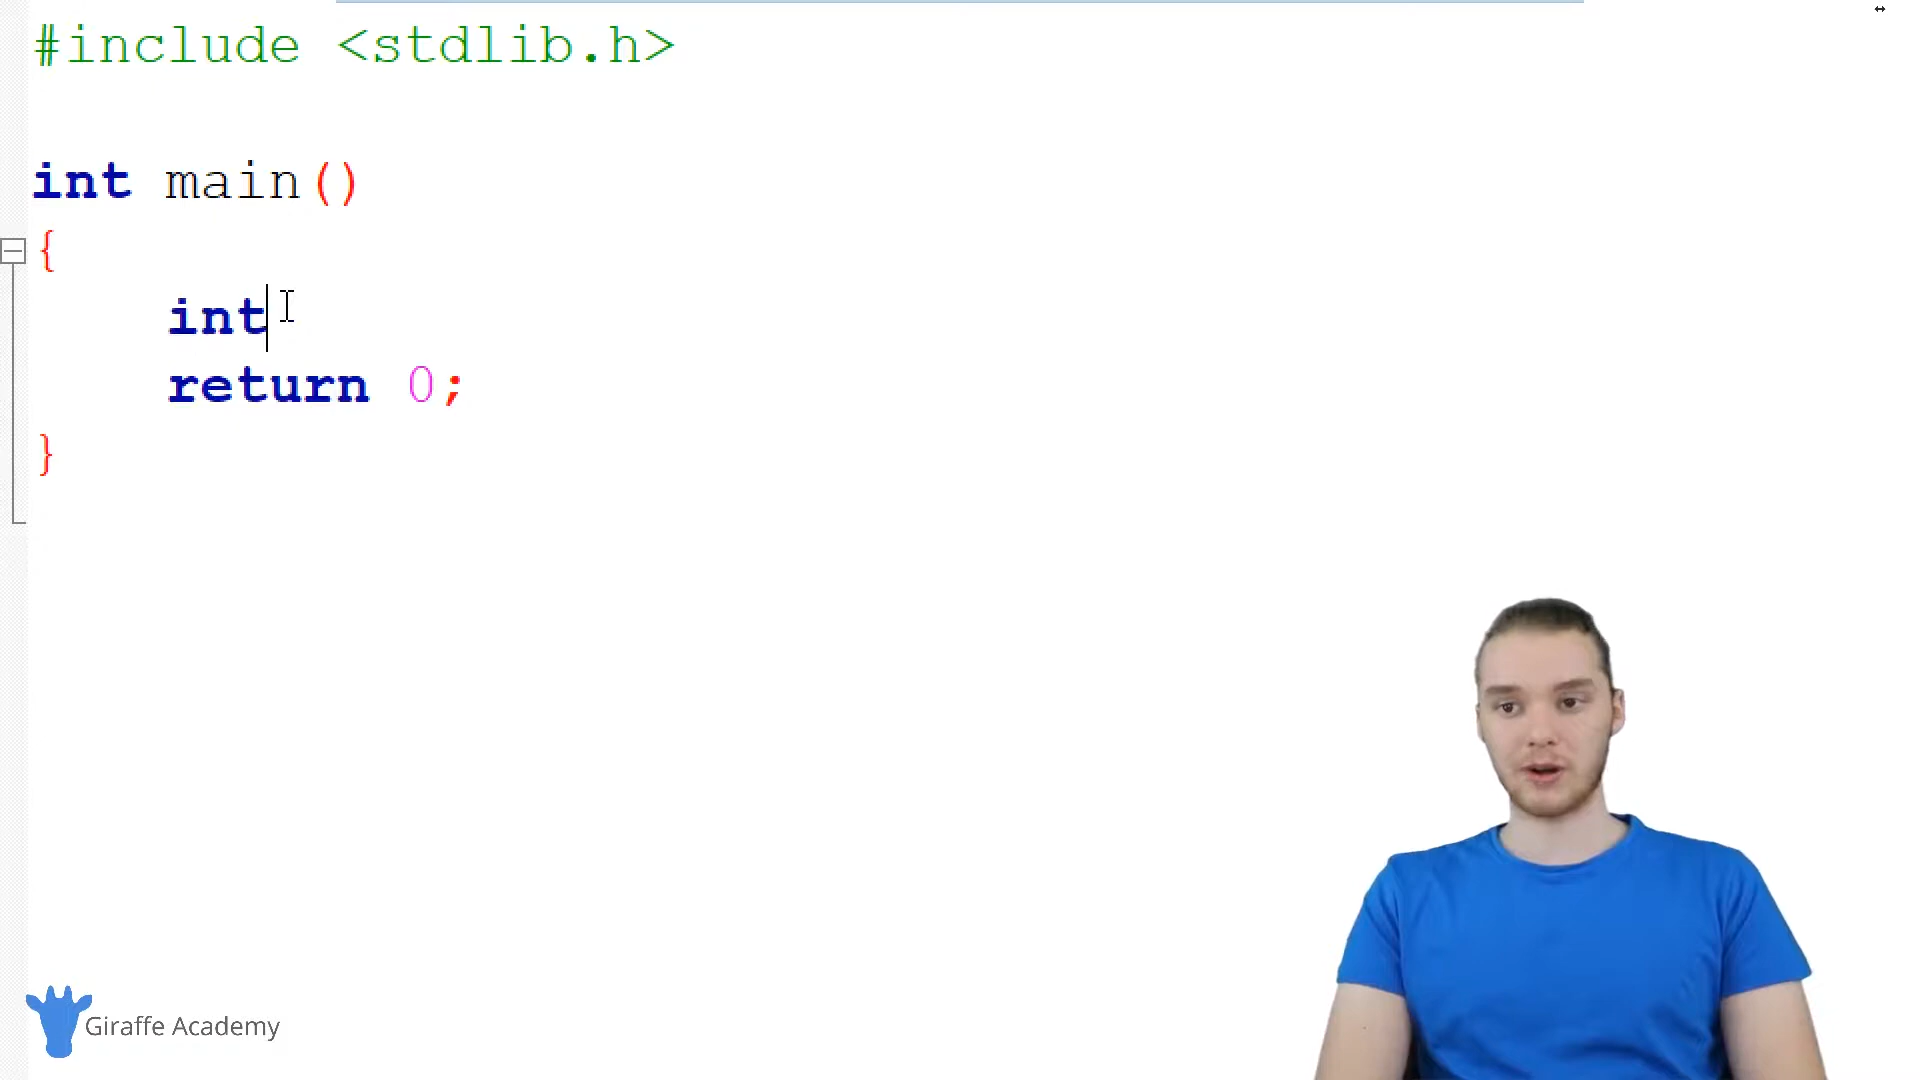 #include <stdlib.h>
int main()
{
int
return 0;
}
Giraffe Academy